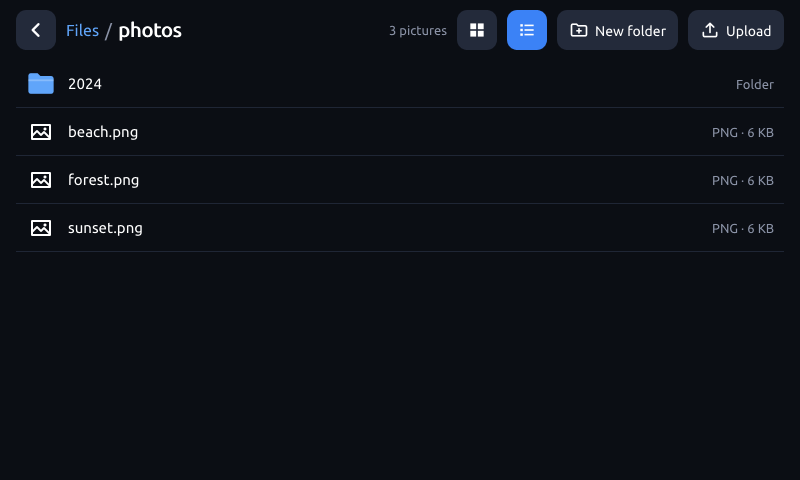 Files / photos 3 pictures New folder Upload
2024 Folder
beach.png PNG · 6 KB
forest.png PNG · 6 KB
sunset.png PNG · 6 KB